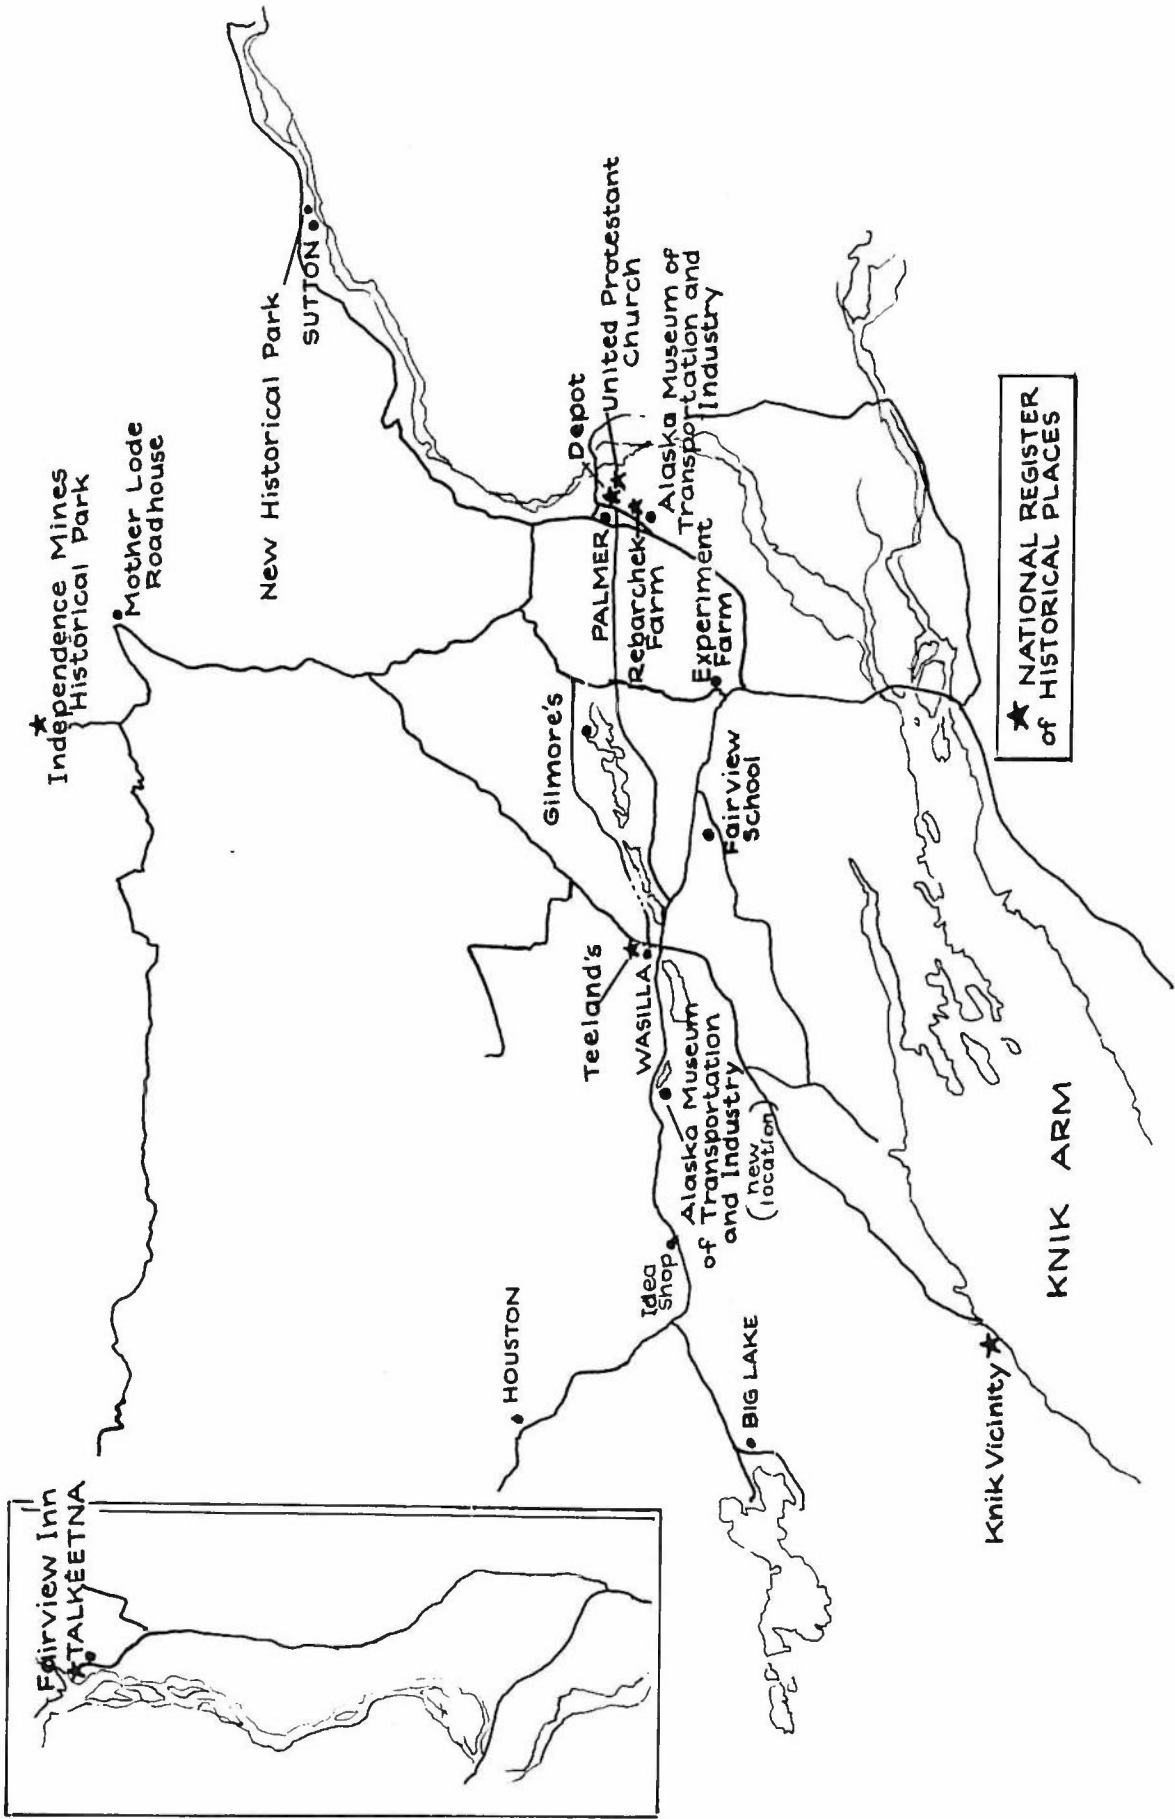 Fairview Inn
TALKEETNA
HOUSTON
BIG LAKE
Idea
Shop
Knik Vicinity
KNIK ARM
Alaska Museum
of Transportation
and Industry
(new
location)
Teeland's
WASILLA
Gilmore's
Fairview
School
Independence Mines
Historical Park
Mother Lode
Roadhouse
New Historical Park
SUTTON
Depot
PALMER
United Protestant
Church
Rebarchek
Farm
Alaska Museum of
Transportation and
Industry
Experiment
Farm
★ NATIONAL REGISTER
of HISTORICAL PLACES